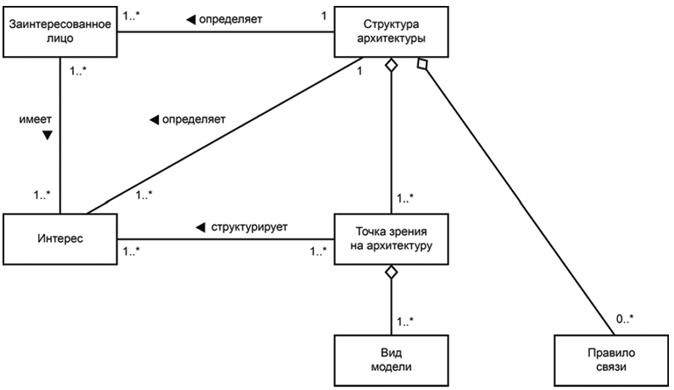 Заинтересованное
лицо
1..*
◄ определяет
1
Структура
архитектуры
1..*
1
имеет
▼
◄ определяет
1..*
1..*
1..*
Интерес
◄ структурирует
Точка зрения
на архитектуру
1..*
1..*
1..*
0..*
Вид
модели
Правило
связи